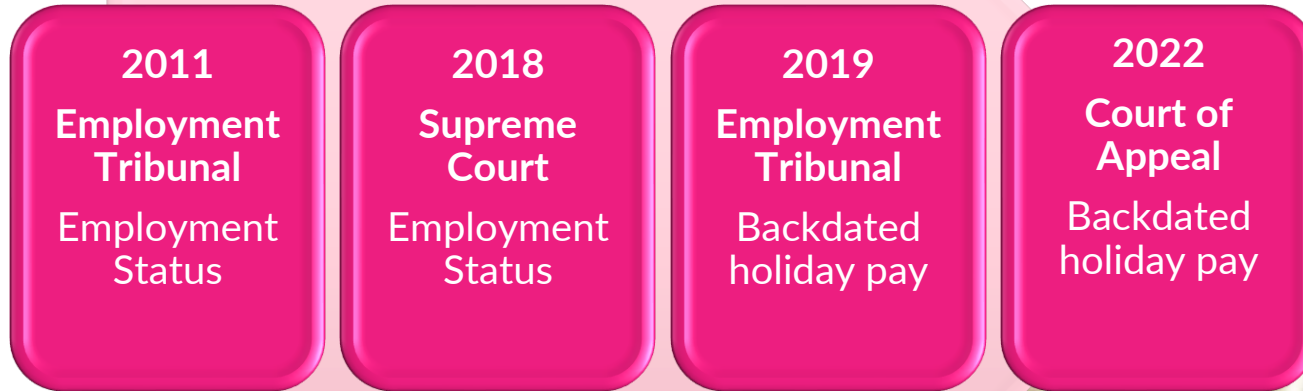 2011
Employment
Tribunal
Employment
Status
2018
Supreme
Court
Employment
Status
2019
Employment
Tribunal
Backdated
holiday pay
2022
Court of
Appeal
Backdated
holiday pay